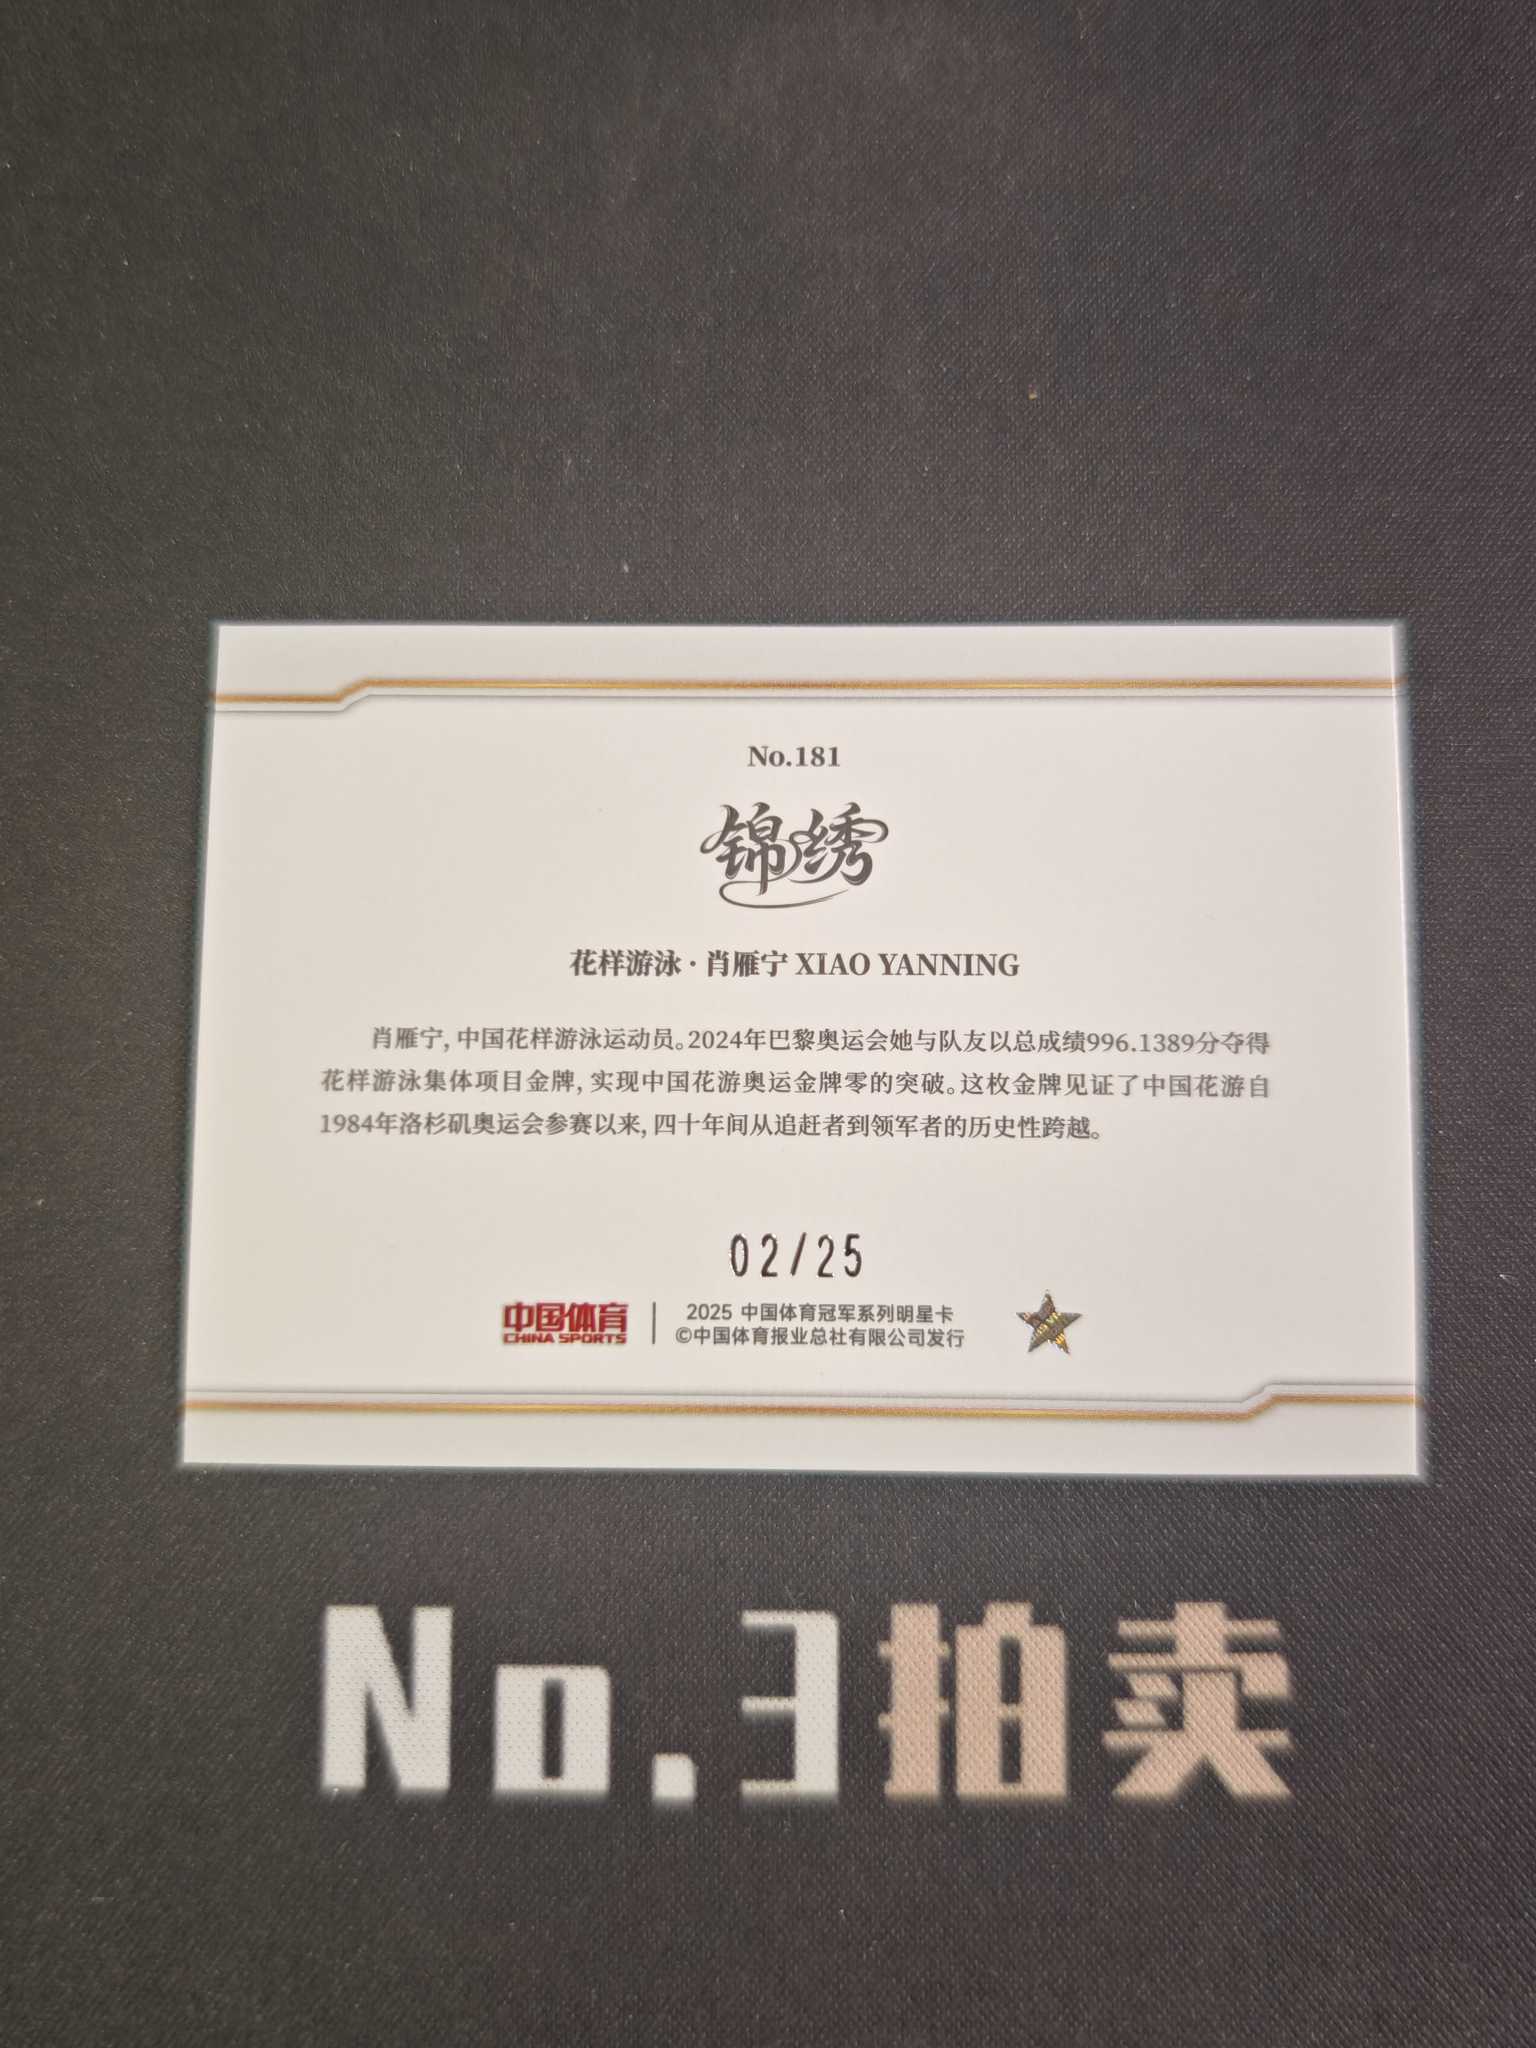 No.181
锦绣
花样游泳·肖雁宁 XIAO YANNING
肖雁宁，中国花样游泳运动员。2024年巴黎奥运会她与队友以总成绩996.1389分夺得
花样游泳集体项目金牌，实现中国花游奥运金牌零的突破。这枚金牌见证了中国花游自
1984年洛杉矶奥运会参赛以来，四十年间从追赶者到领军者的历史性跨越。
02/25
中国体育
CHINA SPORTS
2025 中国体育冠军系列明星卡
©中国体育报业总社有限公司发行
No.3拍卖